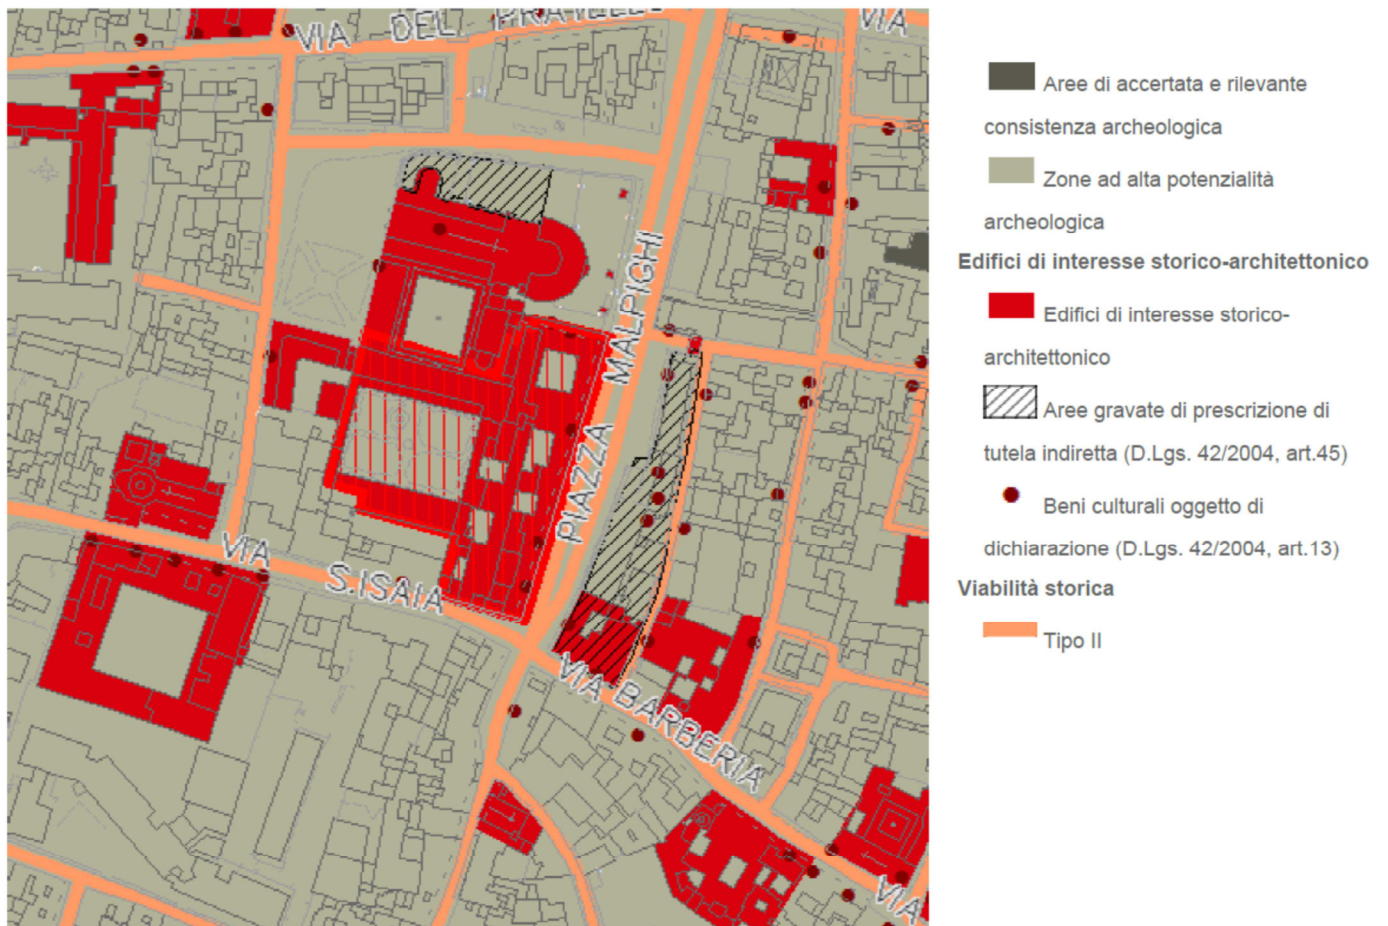 VIA DEL PRATELLO
VIA
PIAZZA MALPIGHI
VIA S.ISAIA
VIA BARBERIA
VIA
Aree di accertata e rilevante
consistenza archeologica
Zone ad alta potenzialità
archeologica
Edifici di interesse storico-architettonico
Edifici di interesse storico-
architettonico
Aree gravate di prescrizione di
tutela indiretta (D.Lgs. 42/2004, art.45)
Beni culturali oggetto di
dichiarazione (D.Lgs. 42/2004, art.13)
Viabilità storica
Tipo II